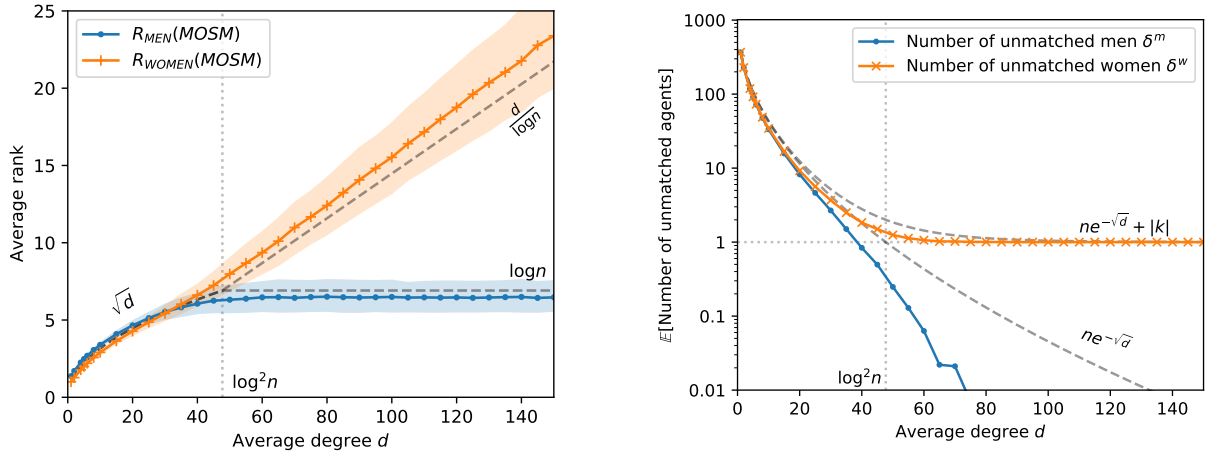 25
20
15
10
5
0
Average rank
R_MEN(MOSM)
R_WOMEN(MOSM)
√d
d/log n
log n
log²n
0 20 40 60 80 100 120 140
Average degree d
1000
100
10
1
0.1
0.01
𝔼[Number of unmatched agents]
Number of unmatched men δ^m
Number of unmatched women δ^w
ne^{-√d} + |k|
ne^{-√d}
log²n
0 20 40 60 80 100 120 140
Average degree d